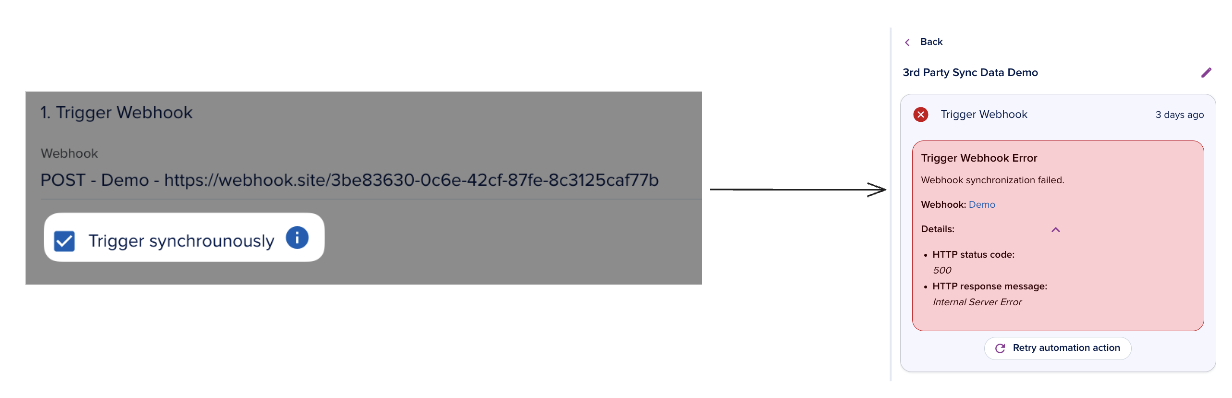 1. Trigger Webhook
Webhook
POST - Demo - https://webhook.site/3be83630-0c6e-42cf-87fe-8c3125caf77b
Trigger synchrounously
Back
3rd Party Sync Data Demo
Trigger Webhook 3 days ago
Trigger Webhook Error
Webhook synchronization failed.
Webhook: Demo
Details:
• HTTP status code:
500
• HTTP response message:
Internal Server Error
Retry automation action